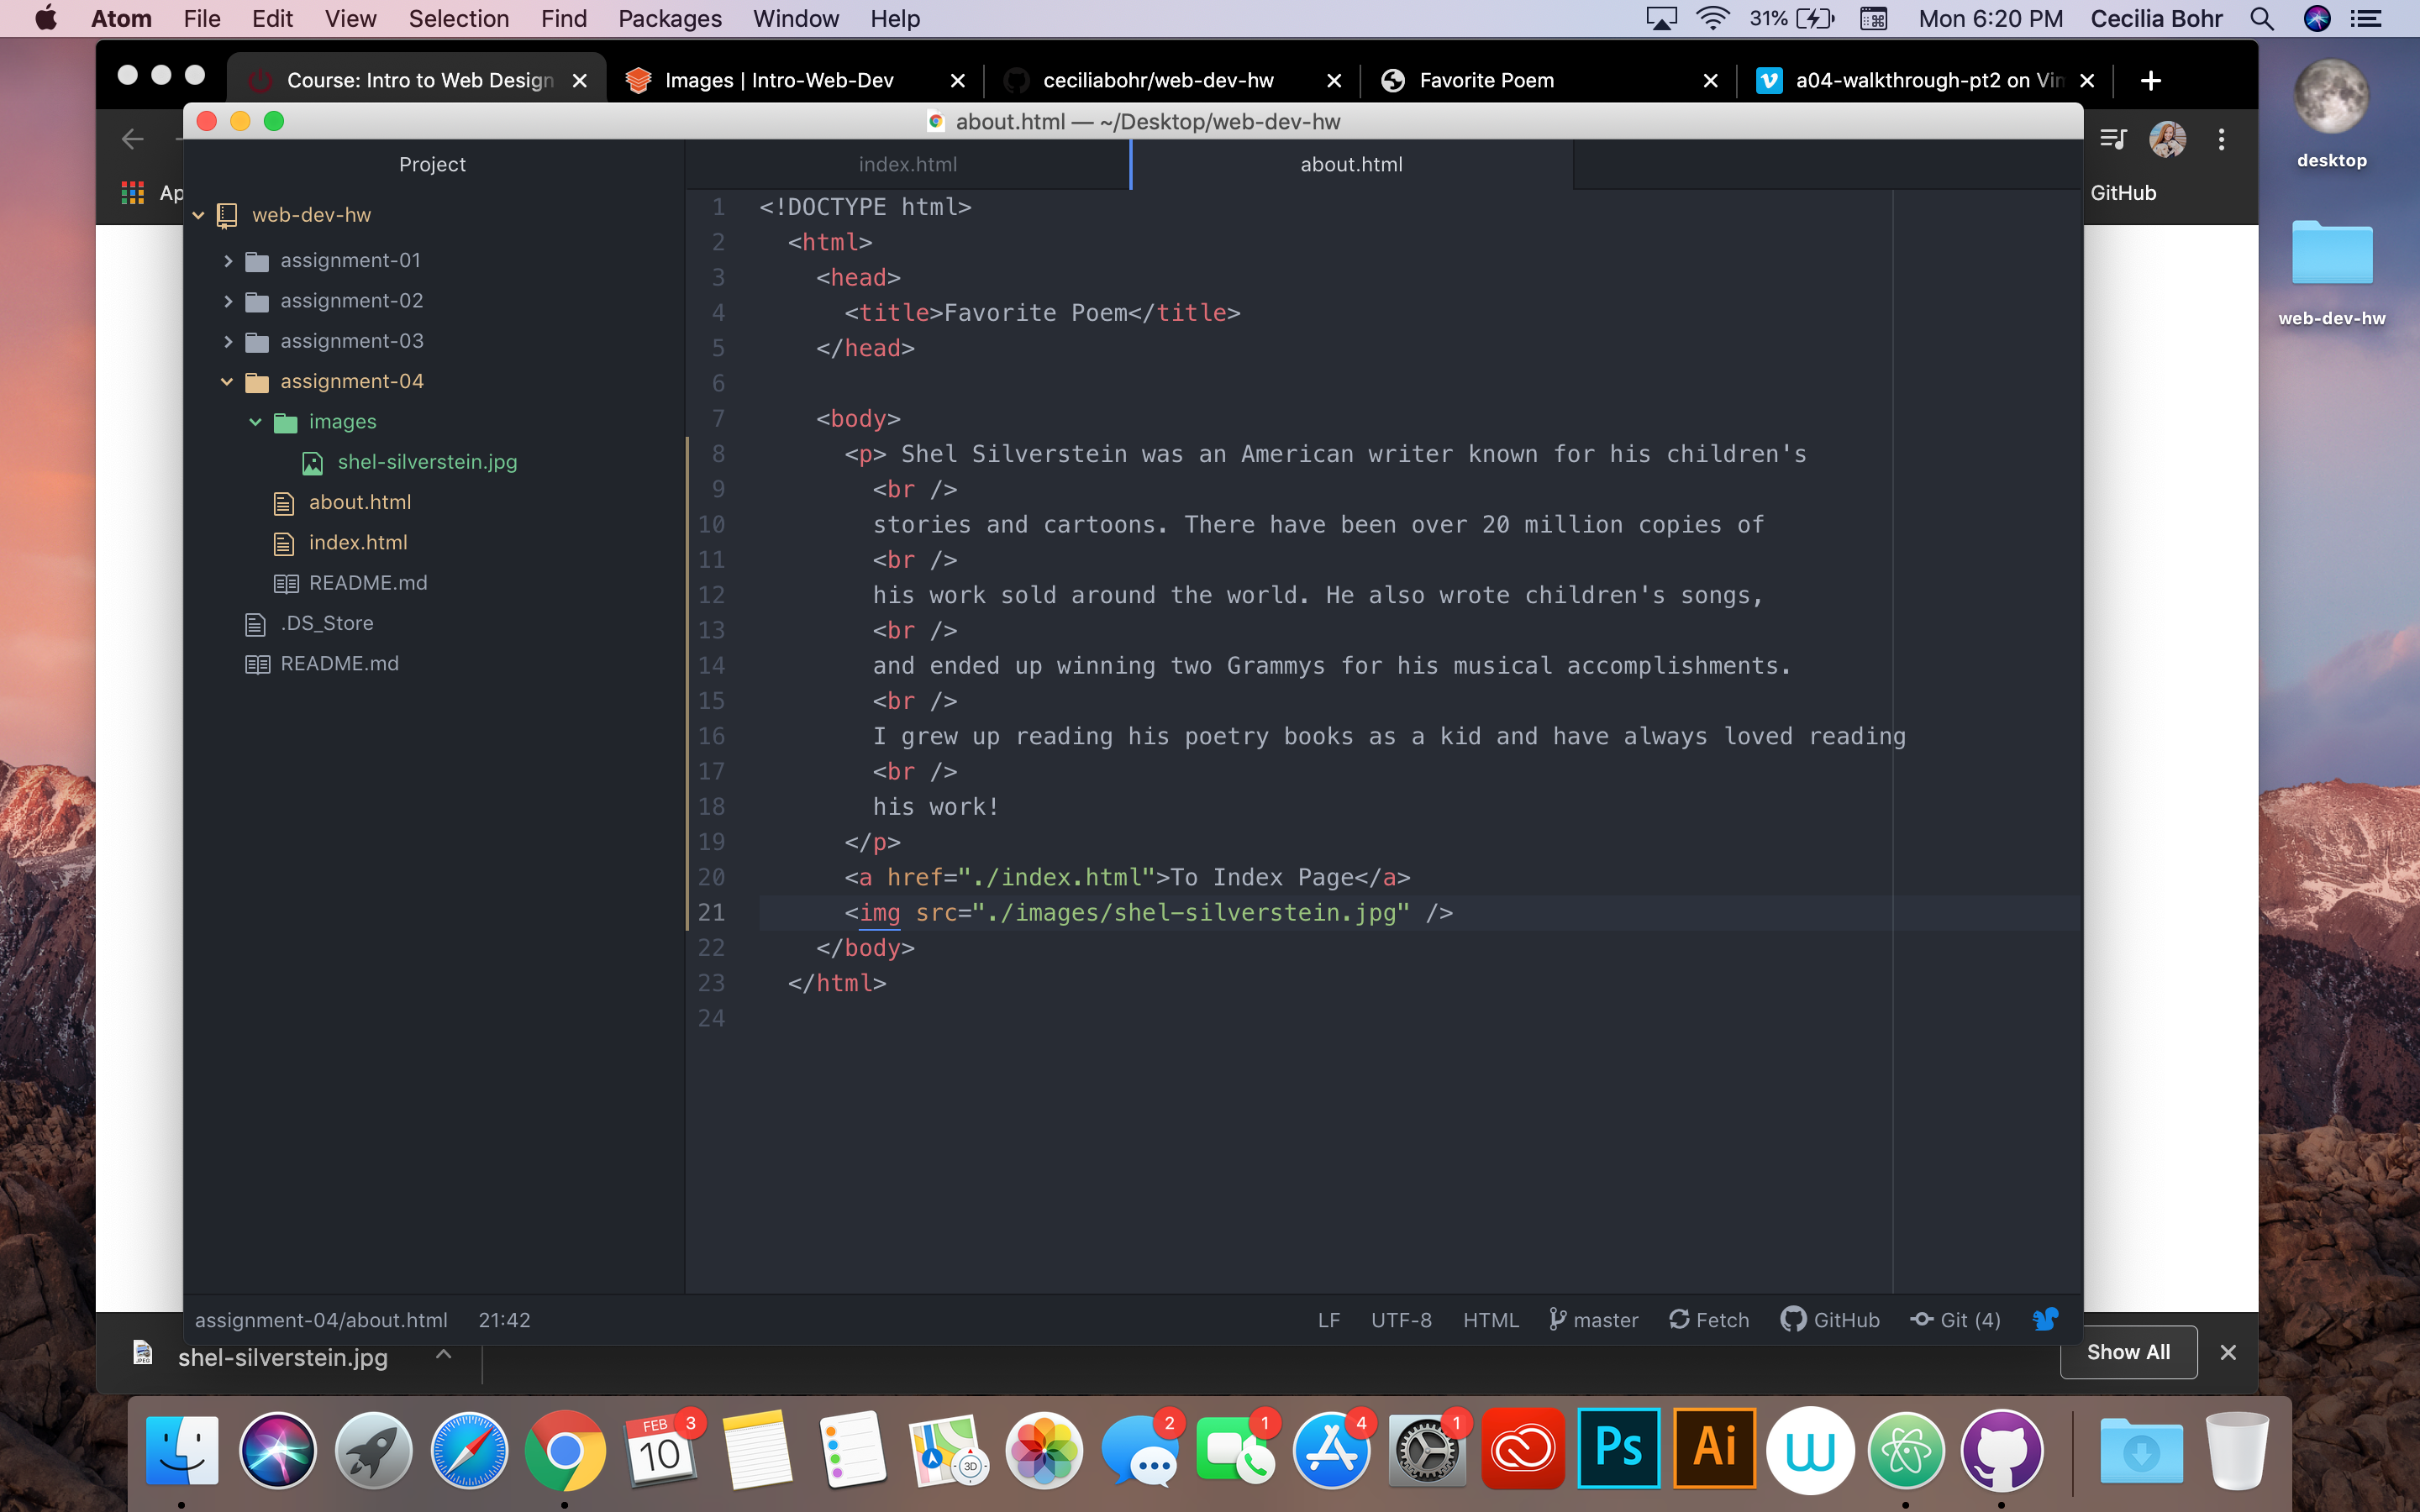 Atom File Edit View Selection Find Packages Window Help 31% Mon 6:20 PM Cecilia Bohr
Course: Intro to Web Design Images | Intro-Web-Dev ceciliabohr/web-dev-hw Favorite Poem a04-walkthrough-pt2 on Vim
about.html — ~/Desktop/web-dev-hw
desktop
Ap
GitHub
web-dev-hw
Project
web-dev-hw
assignment-01
assignment-02
assignment-03
assignment-04
images
shel-silverstein.jpg
about.html
index.html
README.md
.DS_Store
README.md
index.html about.html
1 <!DOCTYPE html>
2 <html>
3 <head>
4 <title>Favorite Poem</title>
5 </head>
6
7 <body>
8 <p> Shel Silverstein was an American writer known for his children's
9 <br />
10 stories and cartoons. There have been over 20 million copies of
11 <br />
12 his work sold around the world. He also wrote children's songs,
13 <br />
14 and ended up winning two Grammys for his musical accomplishments.
15 <br />
16 I grew up reading his poetry books as a kid and have always loved reading
17 <br />
18 his work!
19 </p>
20 <a href="./index.html">To Index Page</a>
21 <img src="./images/shel-silverstein.jpg" />
22 </body>
23 </html>
24
assignment-04/about.html 21:42 LF UTF-8 HTML master Fetch GitHub Git (4)
JPEG shel-silverstein.jpg Show All
FEB 10 3
3D
2
1
4
1
Ps
Ai
W